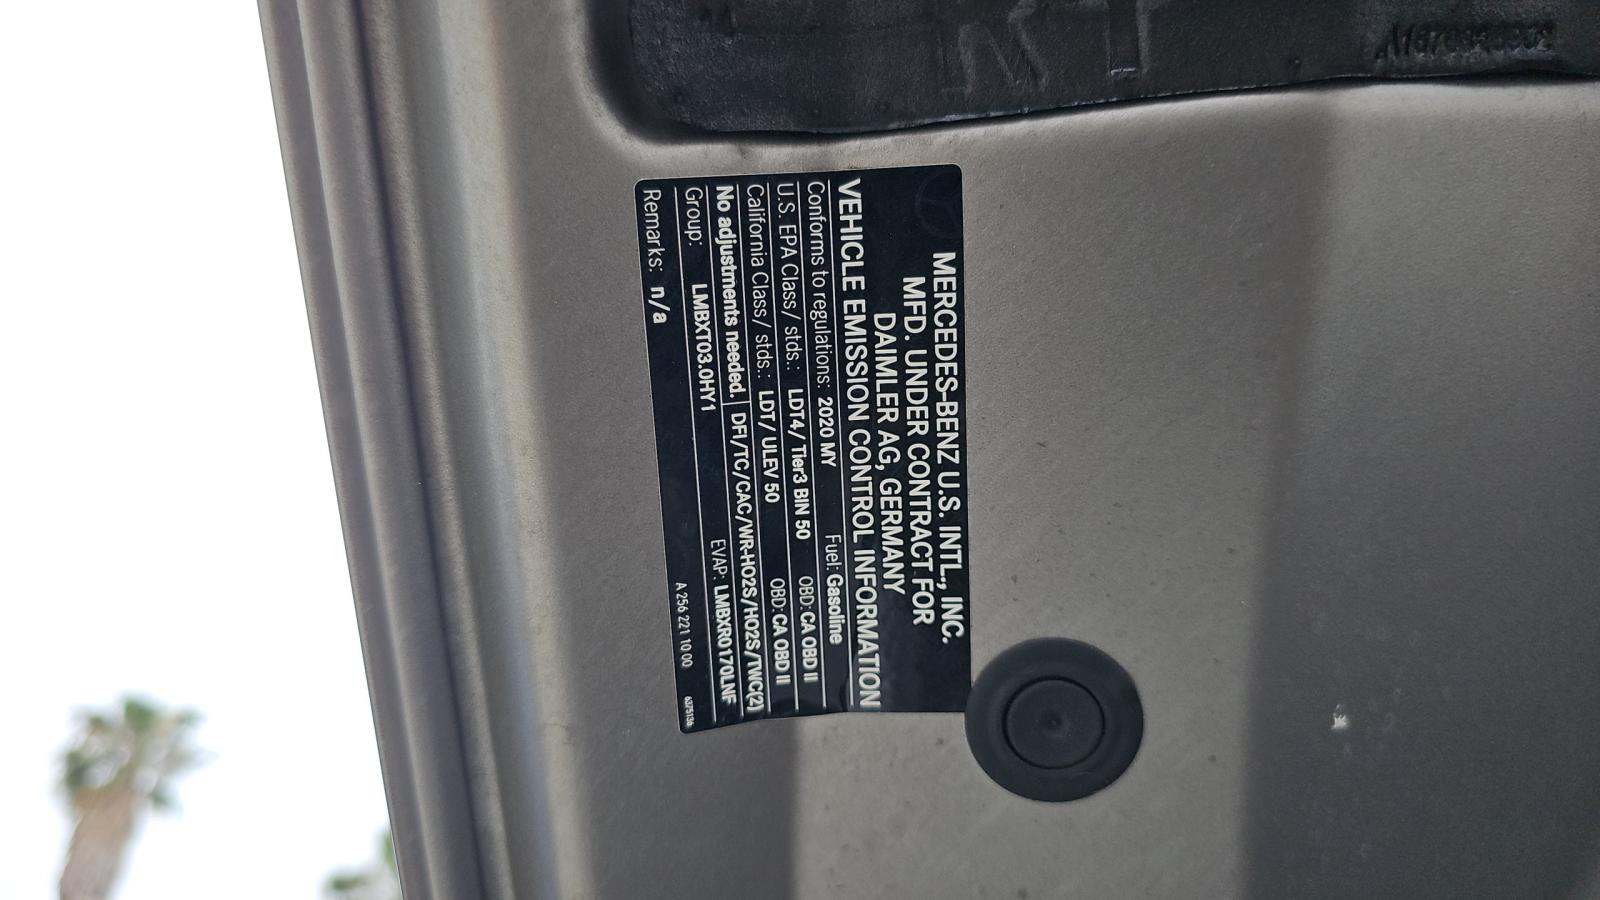 MERCEDES-BENZ U.S. INTL., INC.
MFD. UNDER CONTRACT FOR
DAIMLER AG, GERMANY
VEHICLE EMISSION CONTROL INFORMATION
Conforms to regulations: 2020 MY Fuel: Gasoline
U.S. EPA Class/ stds.: LDT4/ Tier3 BIN 50 OBD: CA OBD II
California Class/ stds.: LDT/ ULEV 50 OBD: CA OBD II
No adjustments needed. DFI/TC/CAC/WR-HO2S/HO2S/TWC(2)
Group: LMBXT03.0HY1 EVAP: LMBXR0170LNF
Remarks: n/a A 256 221 10 00